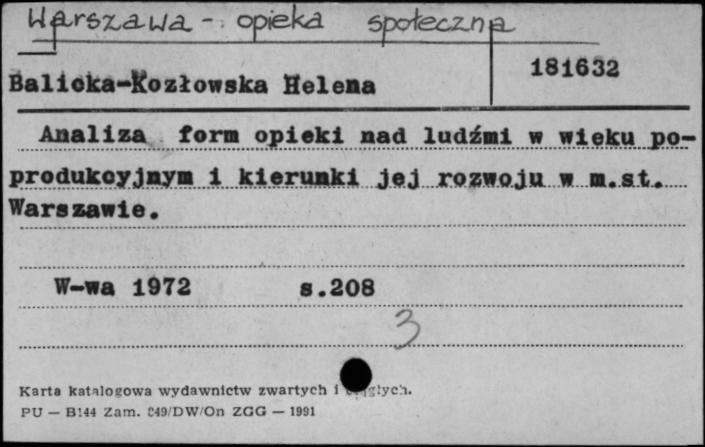 Warszawa - opieka społeczna
181632
Balicka-Kozłowska Helena
Analiza form opieki nad ludźmi w wieku po-
produkcyjnym i kierunki jej rozwoju w m.st.
Warszawie.
W-wa 1972 s.208
3
Karta katalogowa wydawnictw zwartych i
PU — B144 Zam. 849/DW/On ZGG — 1991